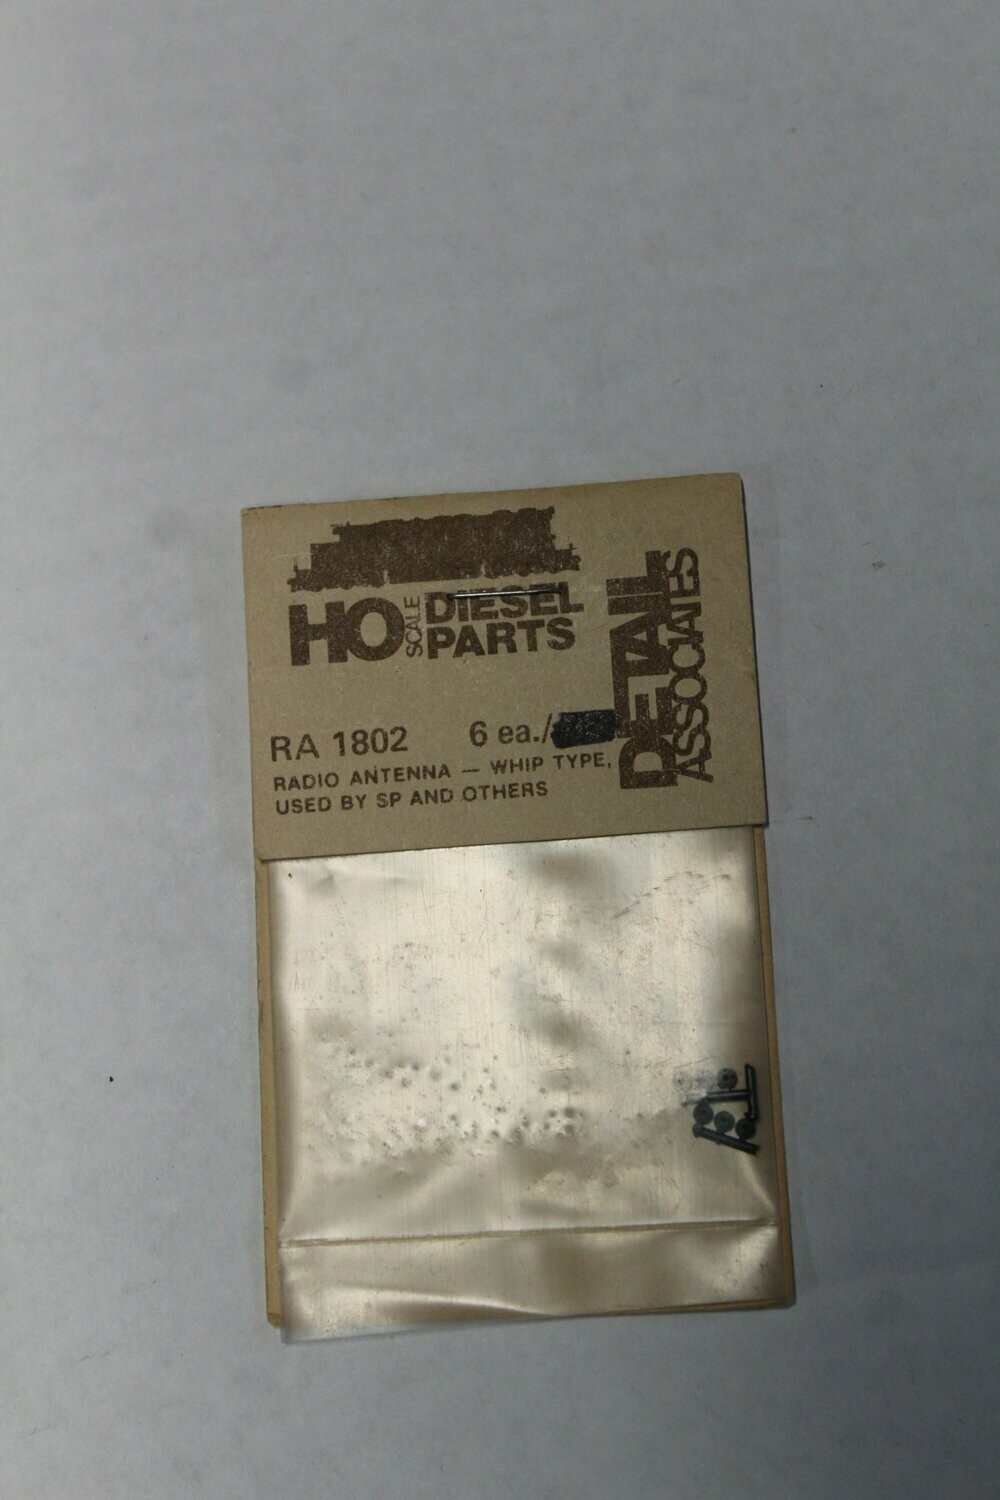 HO SCALE DIESEL
PARTS
DETAIL
ASSOCIATES
RA 1802 6 ea./
RADIO ANTENNA — WHIP TYPE,
USED BY SP AND OTHERS